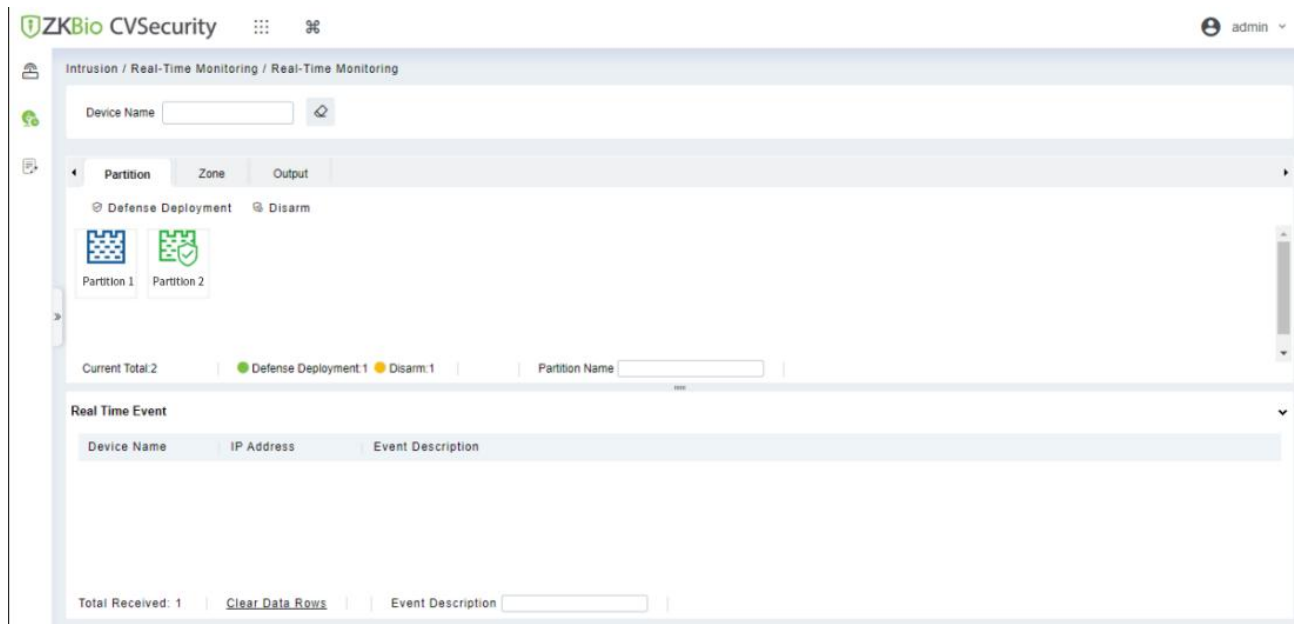 ZKBio CVSecurity admin
Intrusion / Real-Time Monitoring / Real-Time Monitoring
Device Name
Partition Zone Output
Defense Deployment Disarm
Partition 1 Partition 2
Current Total:2 Defense Deployment:1 Disarm:1 Partition Name
Real Time Event
Device Name IP Address Event Description
Total Received: 1 Clear Data Rows Event Description